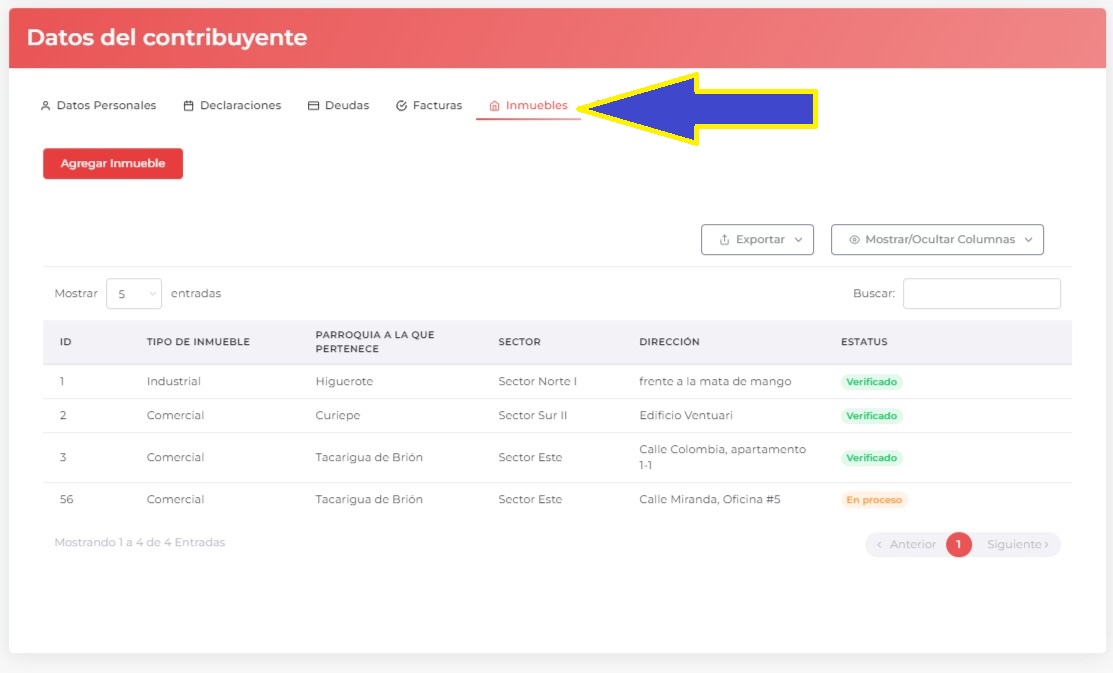 Datos del contribuyente
Datos Personales Declaraciones Deudas Facturas Inmuebles
Agregar Inmueble
Exportar Mostrar/Ocultar Columnas
Mostrar 5 entradas Buscar:
ID TIPO DE INMUEBLE PARROQUIA A LA QUE PERTENECE SECTOR DIRECCIÓN ESTATUS
1 Industrial Higuerote Sector Norte I frente a la mata de mango Verificado
2 Comercial Curiepe Sector Sur II Edificio Ventuari Verificado
3 Comercial Tacarigua de Brión Sector Este Calle Colombia, apartamento 1-1 Verificado
56 Comercial Tacarigua de Brión Sector Este Calle Miranda, Oficina #5 En proceso
Mostrando 1 a 4 de 4 Entradas ‹ Anterior 1 Siguiente ›